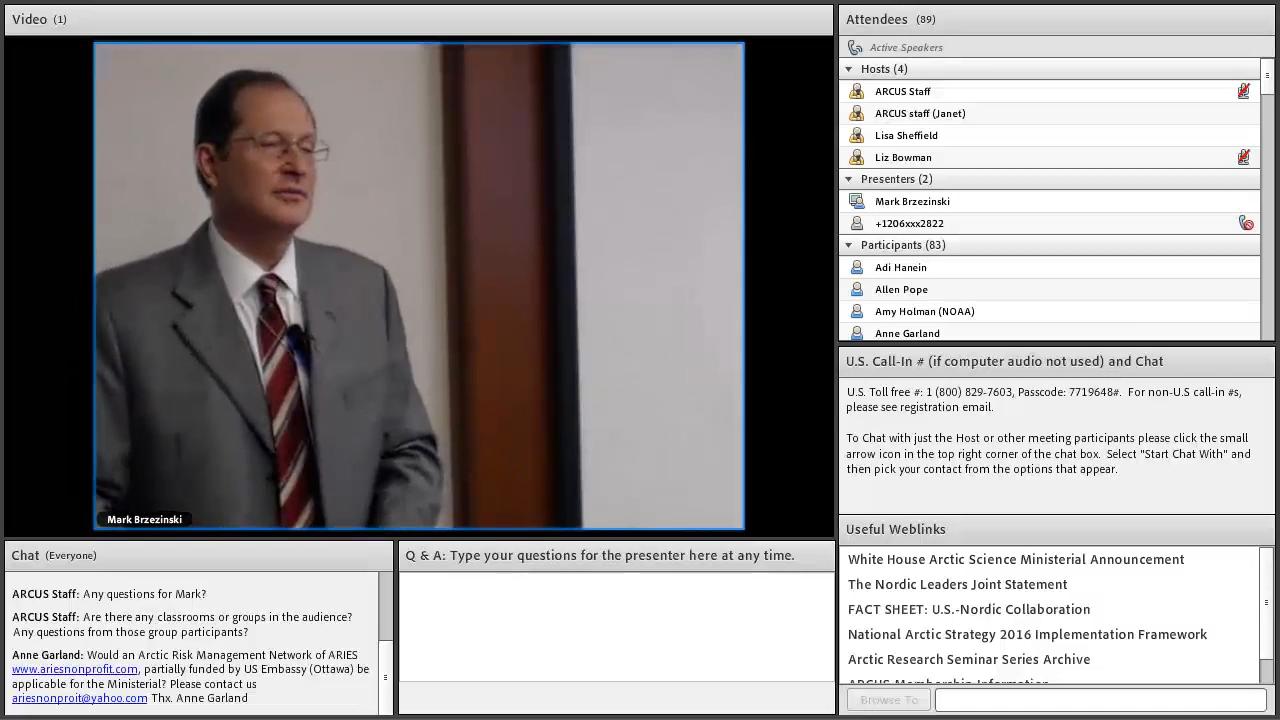 Video (1)
Mark Brzezinski
Attendees (89)
Active Speakers
Hosts (4)
ARCUS Staff
ARCUS staff (Janet)
Lisa Sheffield
Liz Bowman
Presenters (2)
Mark Brzezinski
+1206xxx2822
Participants (83)
Adi Hanein
Allen Pope
Amy Holman (NOAA)
Anne Garland
U.S. Call-In # (if computer audio not used) and Chat
U.S. Toll free #: 1 (800) 829-7603, Passcode: 7719648#. For non-U.S call-in #s,
please see registration email.
To Chat with just the Host or other meeting participants please click the small
arrow icon in the top right corner of the chat box. Select "Start Chat With" and
then pick your contact from the options that appear.
Useful Weblinks
White House Arctic Science Ministerial Announcement
The Nordic Leaders Joint Statement
FACT SHEET: U.S.-Nordic Collaboration
National Arctic Strategy 2016 Implementation Framework
Arctic Research Seminar Series Archive
ARCUS Membership Information
Browse To
Chat (Everyone)
ARCUS Staff: Any questions for Mark?
ARCUS Staff: Are there any classrooms or groups in the audience?
Any questions from those group participants?
Anne Garland: Would an Arctic Risk Management Network of ARIES
www.ariesnonprofit.com, partially funded by US Embassy (Ottawa) be
applicable for the Ministerial? Please contact us
ariesnonproit@yahoo.com Thx. Anne Garland
Q & A: Type your questions for the presenter here at any time.